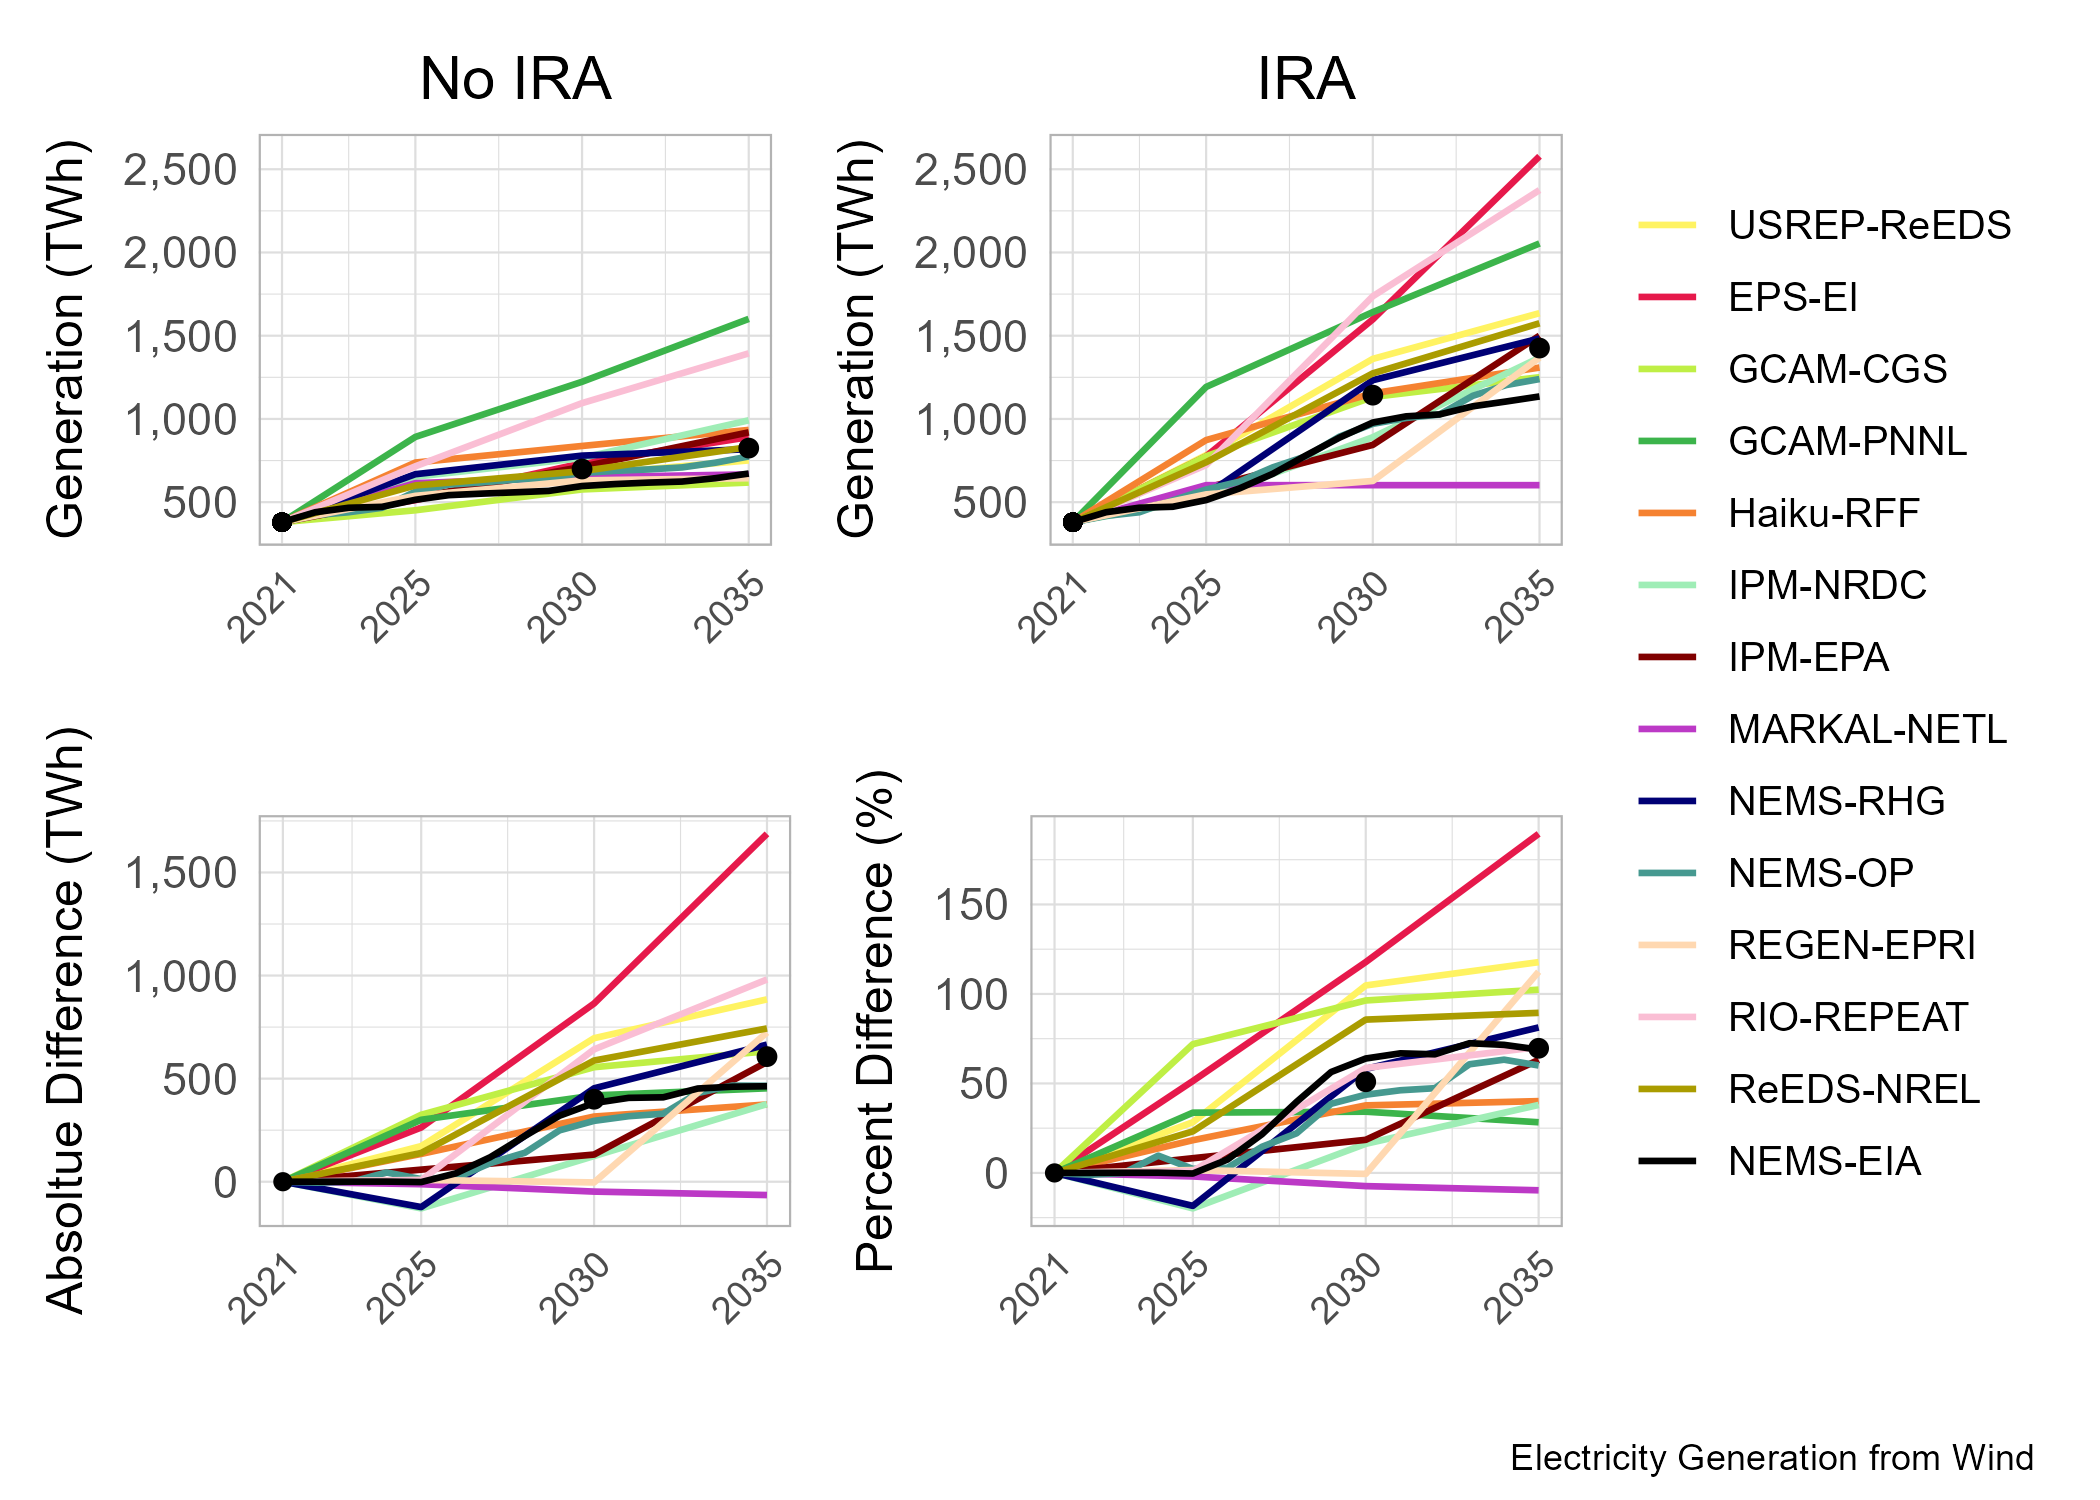 No IRA
IRA
Generation (TWh)
2,500
2,000
1,500
1,000
500
2021
2025
2030
2035
Generation (TWh)
2,500
2,000
1,500
1,000
500
2021
2025
2030
2035
USREP-ReEDS
EPS-EI
GCAM-CGS
GCAM-PNNL
Haiku-RFF
IPM-NRDC
IPM-EPA
MARKAL-NETL
NEMS-RHG
NEMS-OP
REGEN-EPRI
RIO-REPEAT
ReEDS-NREL
NEMS-EIA
Absoltue Difference (TWh)
1,500
1,000
500
0
2021
2025
2030
2035
Percent Difference (%)
150
100
50
0
2021
2025
2030
2035
Electricity Generation from Wind